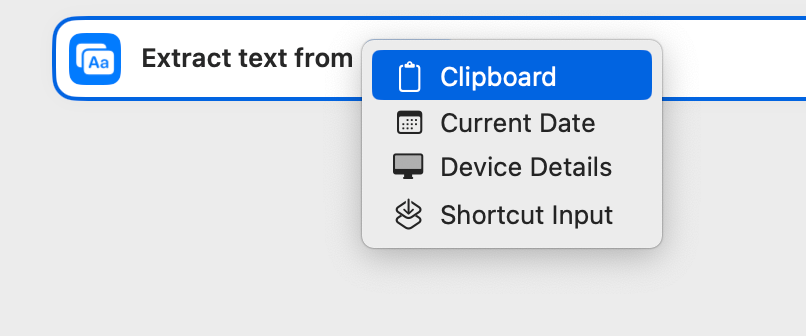 Aa
Extract text from
Clipboard
Current Date
Device Details
Shortcut Input